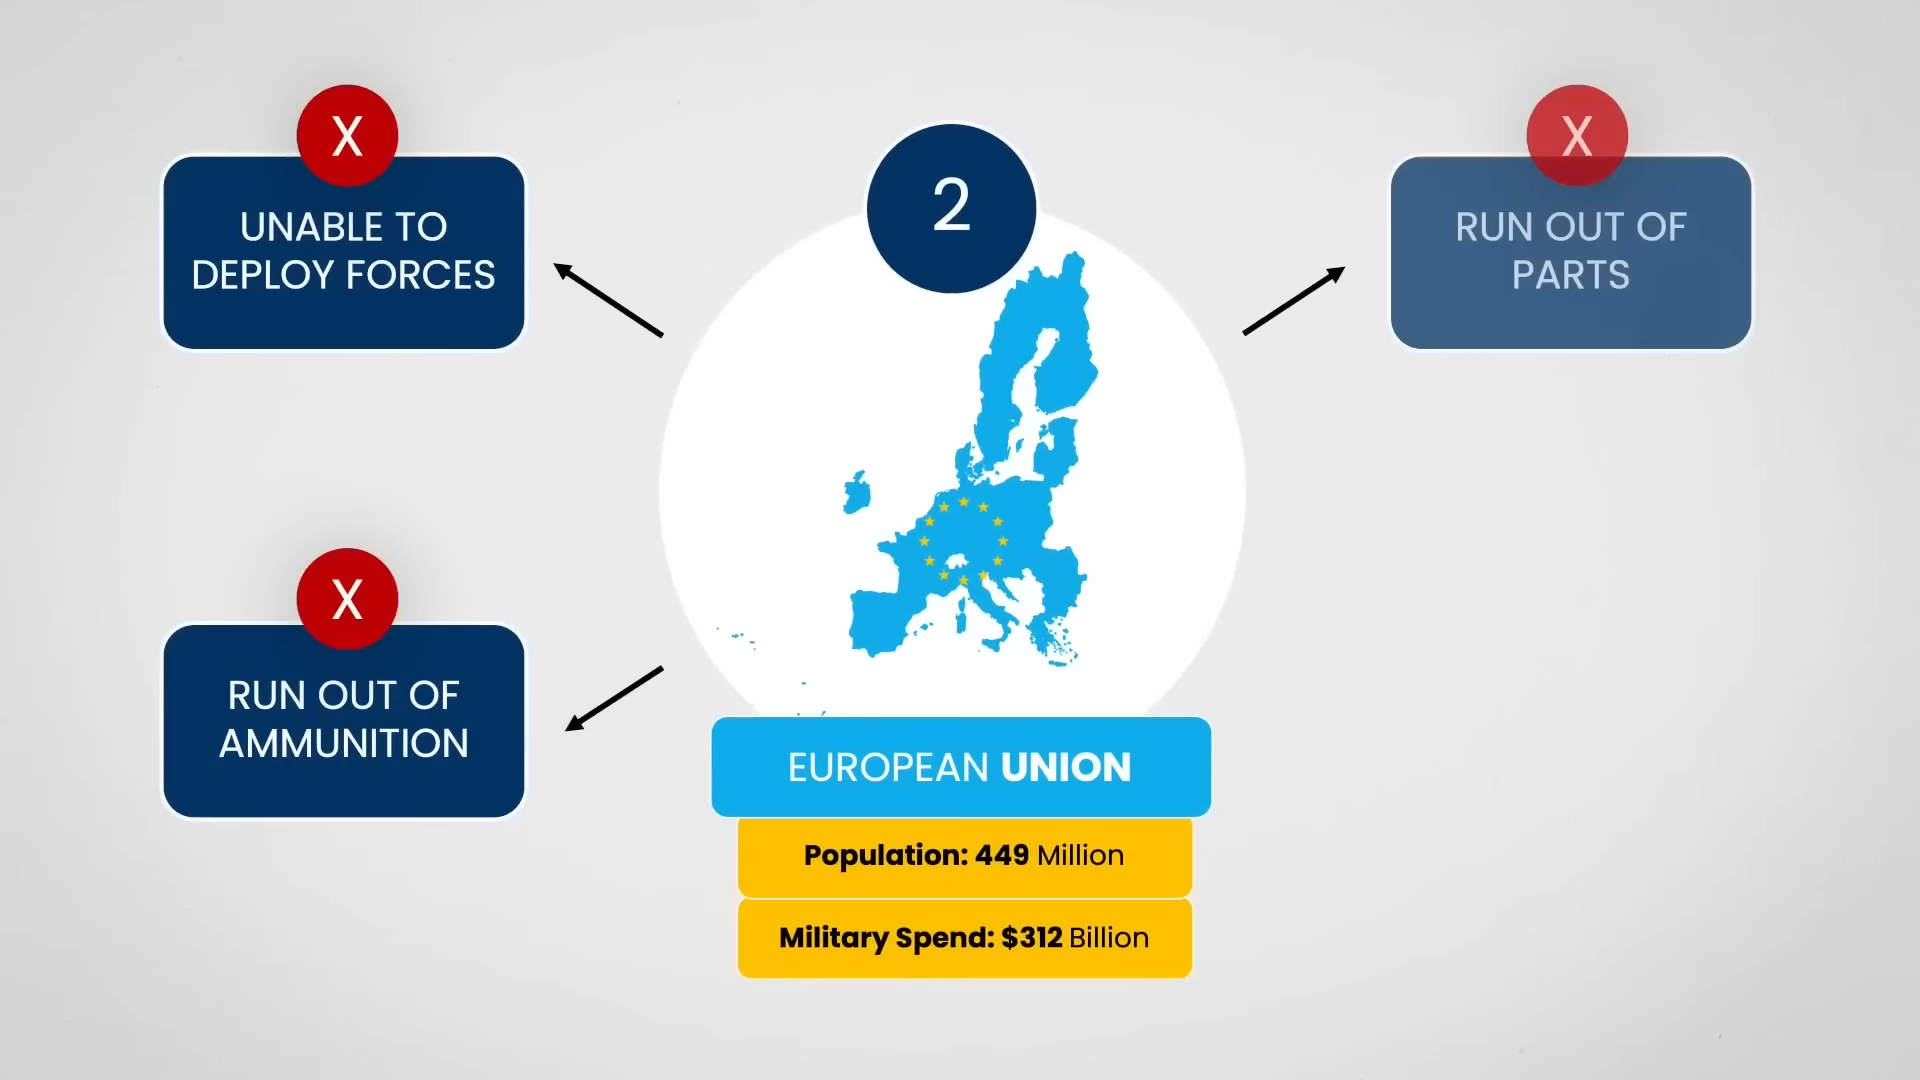 X
UNABLE TO
DEPLOY FORCES
2
X
RUN OUT OF
PARTS
X
RUN OUT OF
AMMUNITION
EUROPEAN UNION
Population: 449 Million
Military Spend: $312 Billion